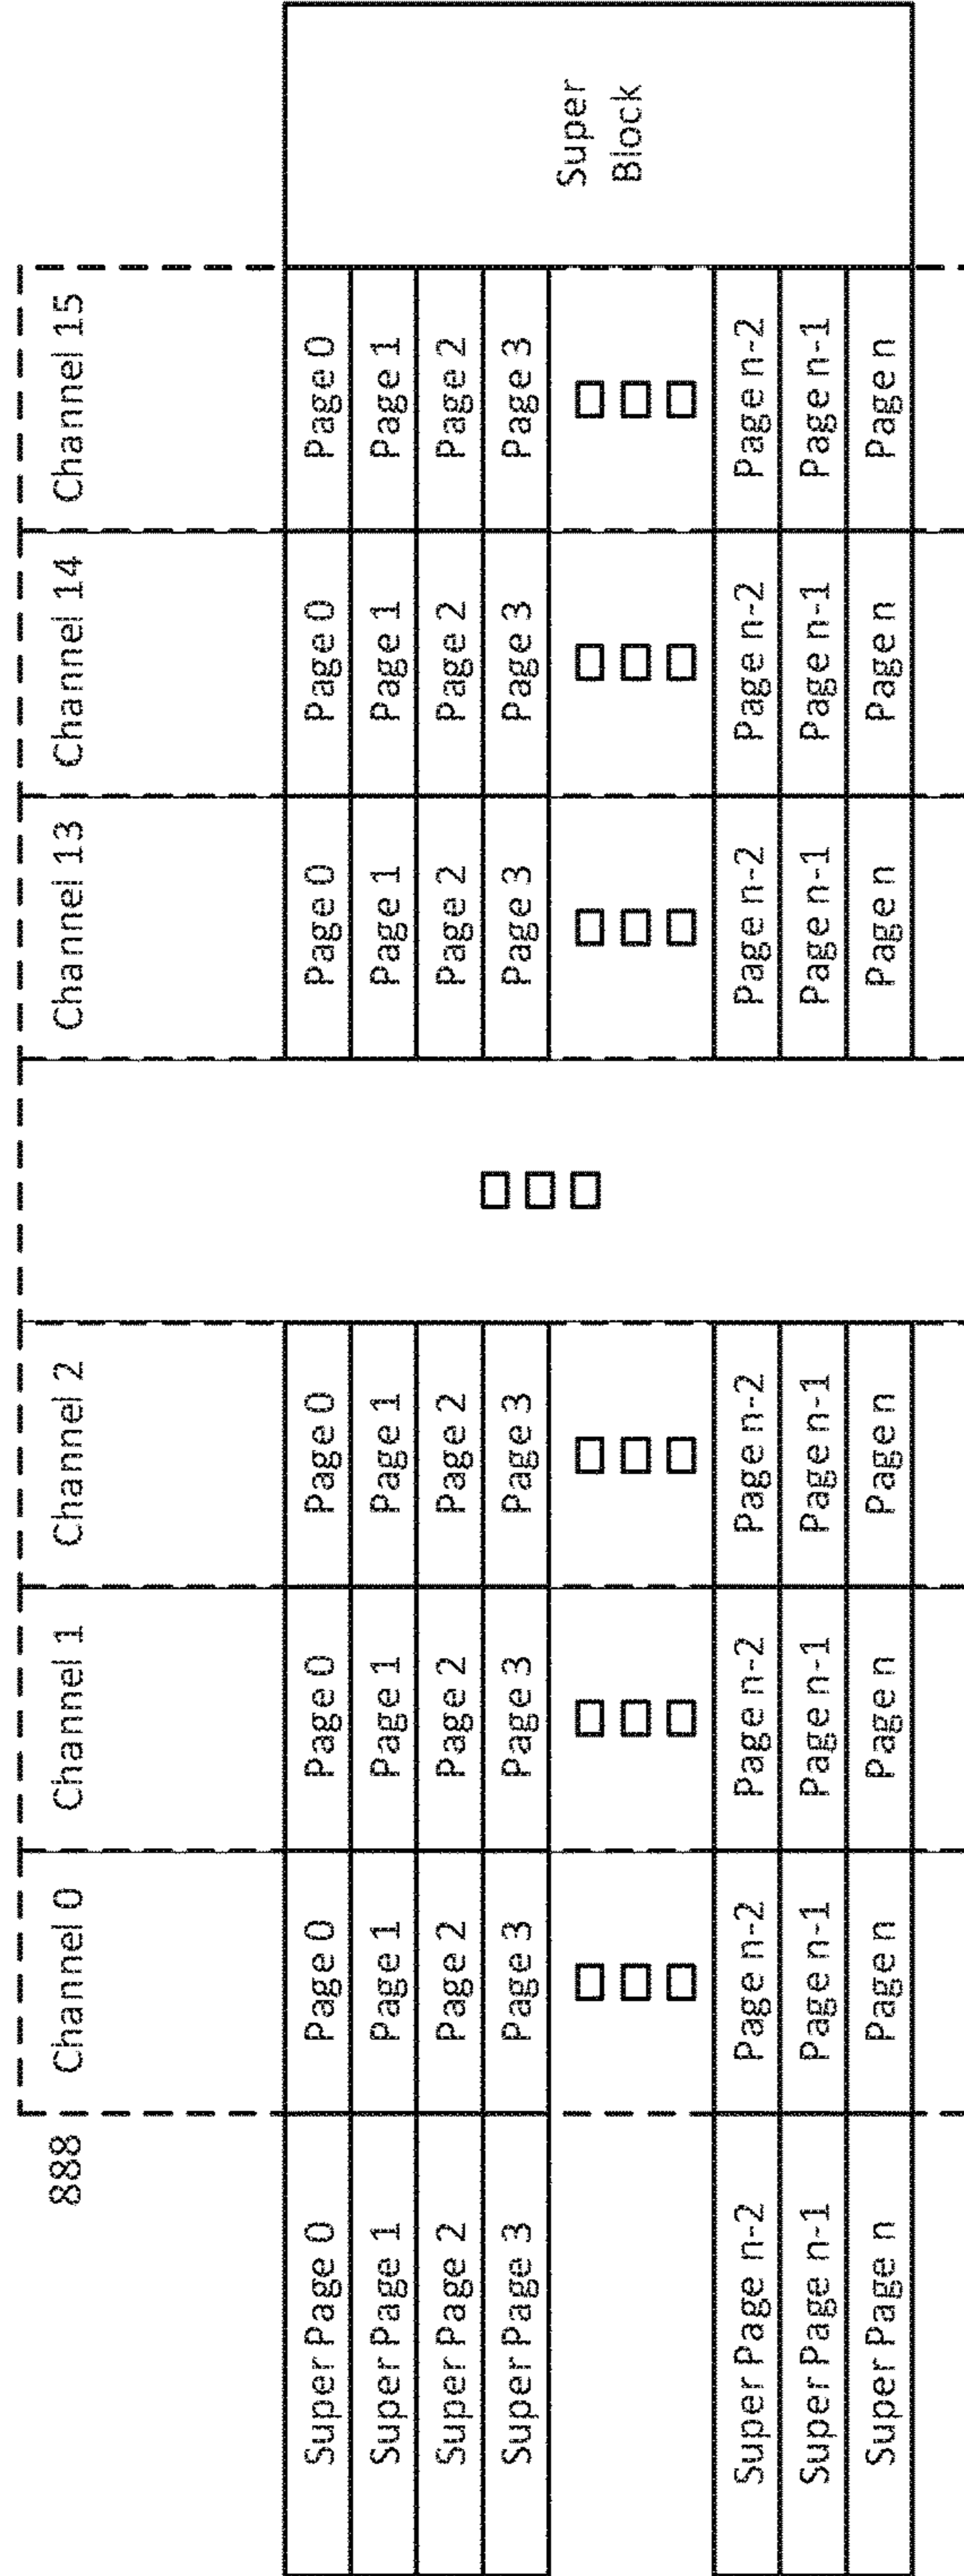 888 Channel 0 Channel 1 Channel 2 Channel 13 Channel 14 Channel 15
Super Page 0 Page 0 Page 0 Page 0 Page 0 Page 0 Page 0
Super Page 1 Page 1 Page 1 Page 1 Page 1 Page 1 Page 1
Super Page 2 Page 2 Page 2 Page 2 Page 2 Page 2 Page 2
Super Page 3 Page 3 Page 3 Page 3 Page 3 Page 3 Page 3
Super
Block
Super Page n-2 Page n-2 Page n-2 Page n-2 Page n-2 Page n-2 Page n-2
Super Page n-1 Page n-1 Page n-1 Page n-1 Page n-1 Page n-1 Page n-1
Super Page n Page n Page n Page n Page n Page n Page n